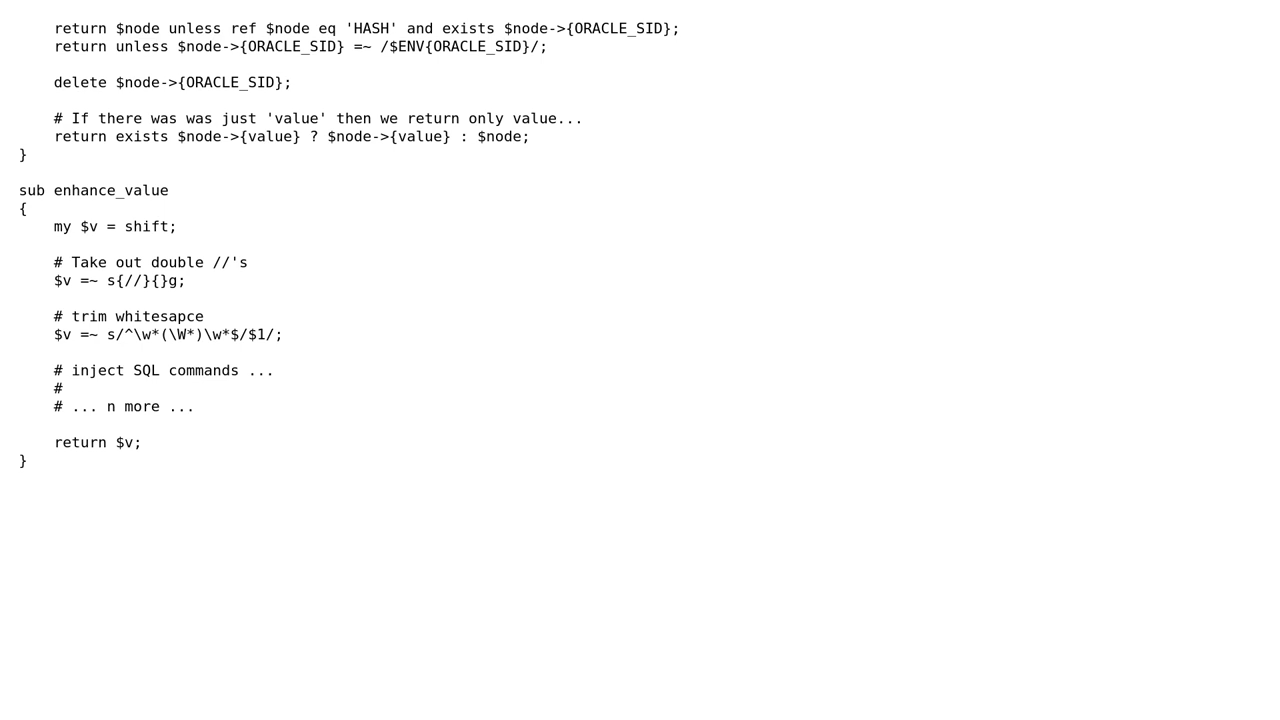 return $node unless ref $node eq 'HASH' and exists $node->{ORACLE_SID};
    return unless $node->{ORACLE_SID} =~ /$ENV{ORACLE_SID}/;

    delete $node->{ORACLE_SID};

    # If there was was just 'value' then we return only value...
    return exists $node->{value} ? $node->{value} : $node;
}

sub enhance_value
{
    my $v = shift;

    # Take out double //'s
    $v =~ s{//}{}g;

    # trim whitesapce
    $v =~ s/^\w*(\W*)\w*$/$1/;

    # inject SQL commands ...
    #
    # ... n more ...

    return $v;
}